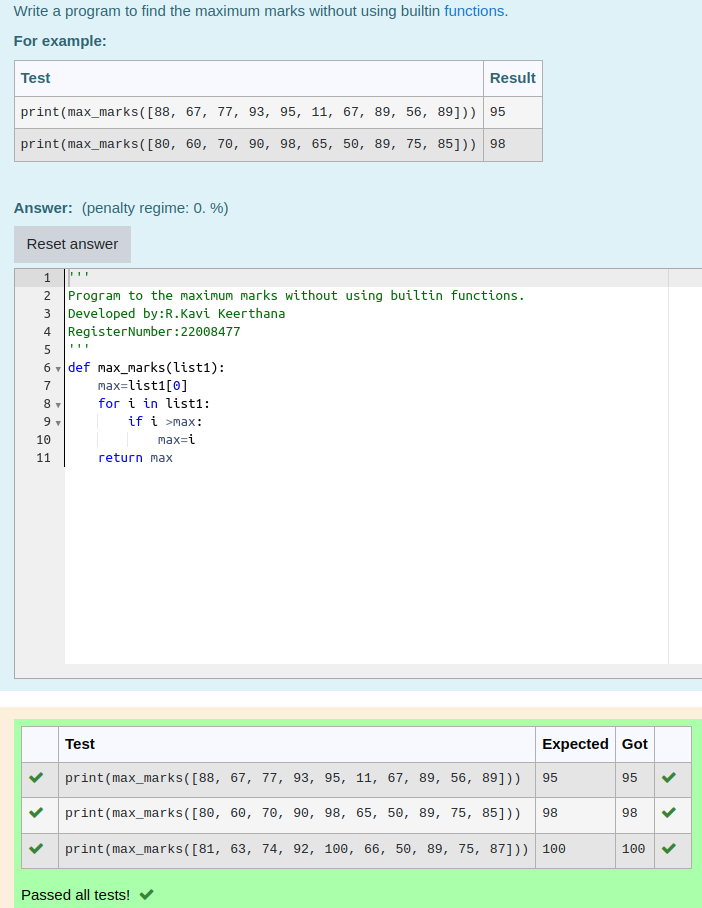 Write a program to find the maximum marks without using builtin functions.
For example:
Test Result
print(max_marks([88, 67, 77, 93, 95, 11, 67, 89, 56, 89])) 95
print(max_marks([80, 60, 70, 90, 98, 65, 50, 89, 75, 85])) 98
Answer: (penalty regime: 0. %)
Reset answer
1 '''
2 Program to the maximum marks without using builtin functions.
3 Developed by:R.Kavi Keerthana
4 RegisterNumber:22008477
5 '''
6 def max_marks(list1):
7     max=list1[0]
8     for i in list1:
9         if i >max:
10             max=i
11     return max
Test Expected Got
print(max_marks([88, 67, 77, 93, 95, 11, 67, 89, 56, 89])) 95 95
print(max_marks([80, 60, 70, 90, 98, 65, 50, 89, 75, 85])) 98 98
print(max_marks([81, 63, 74, 92, 100, 66, 50, 89, 75, 87])) 100 100
Passed all tests!